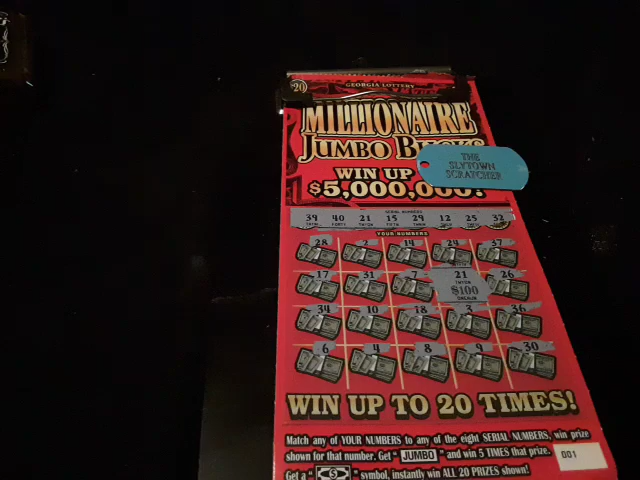 $20
GEORGIA LOTTERY
MILLIONAIRE
JUMBO
THE
SLYTOWN
SCRATCHER
WIN UP
$5,000,000!
SERIAL NUMBERS
39 40 21 15 29 12 25 32
YOUR NUMBERS
28 2 14 24 37
17 31 7 21 26
$100
34 10 18 3 36
6 4 8 9 30
WIN UP TO 20 TIMES!
Match any of YOUR NUMBERS to any of the eight SERIAL NUMBERS, win prize
shown for that number. Get " JUMBO " and win 5 TIMES that prize.
001
Get a " $ " symbol, instantly win ALL 20 PRIZES shown!